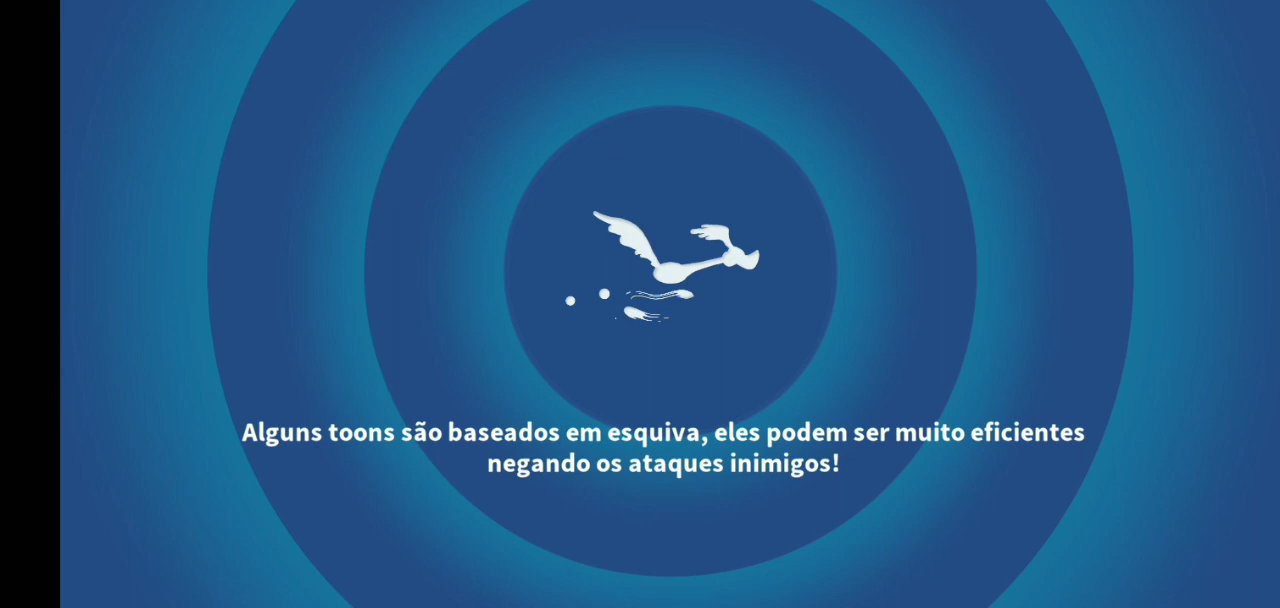 Alguns toons são baseados em esquiva, eles podem ser muito eficientes
negando os ataques inimigos!